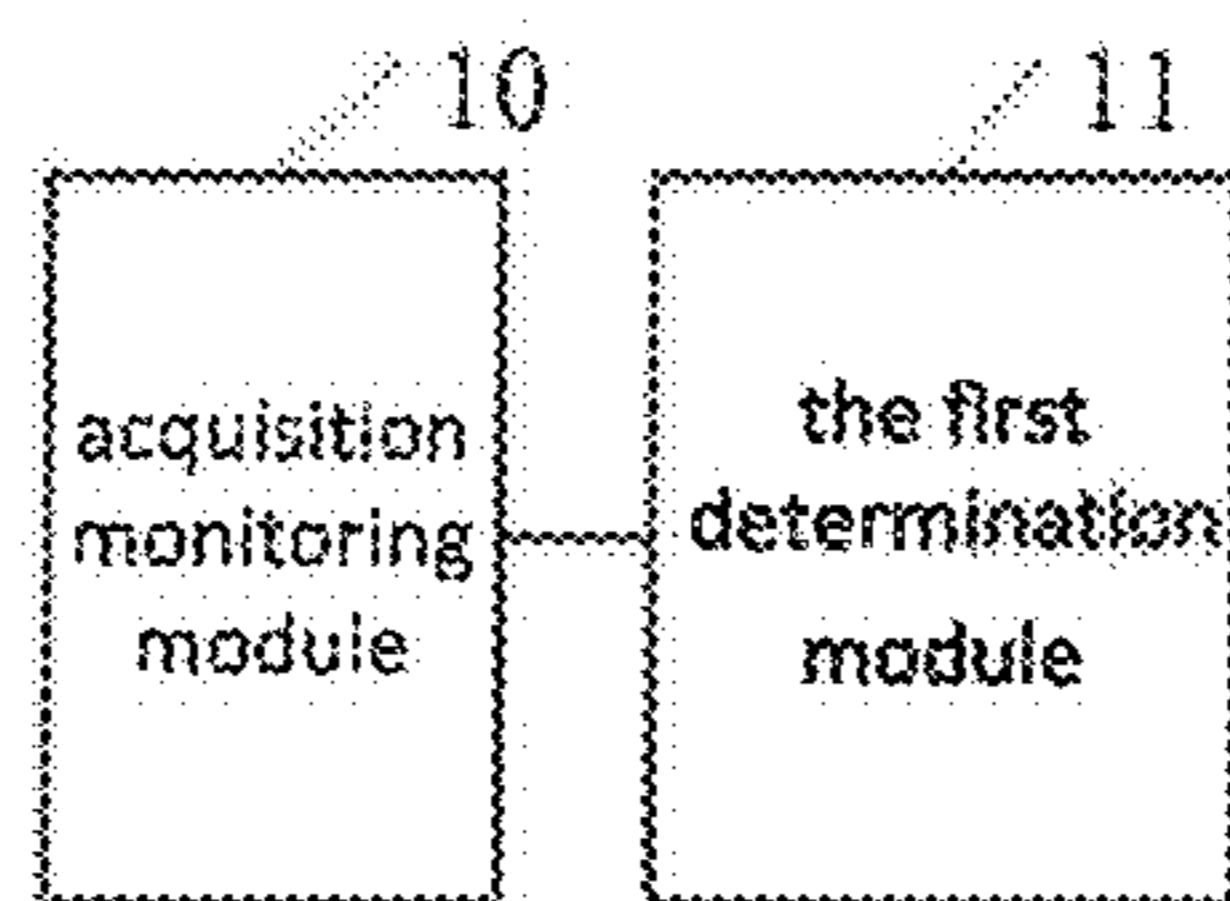 10
11
acquisition
monitoring
module
the first
determination
module